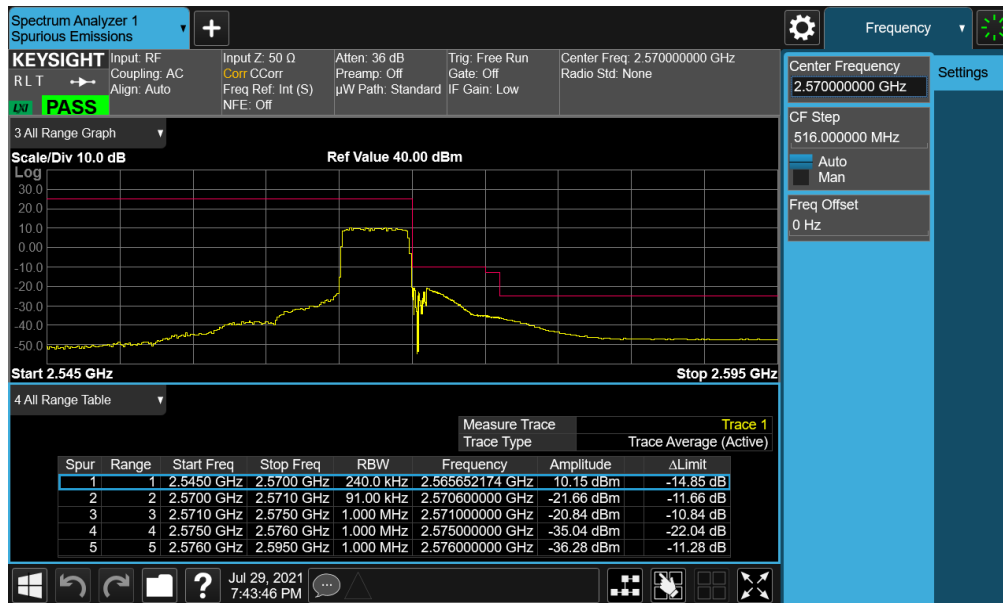 Spectrum Analyzer 1
Spurious Emissions
Frequency
KEYSIGHT
RLT
LXI
PASS
Input: RF
Coupling: AC
Align: Auto
Input Z: 50 Ω
Corr CCorr
Freq Ref: Int (S)
NFE: Off
Atten: 36 dB
Preamp: Off
µW Path: Standard
Trig: Free Run
Gate: Off
IF Gain: Low
Center Freq: 2.570000000 GHz
Radio Std: None
Center Frequency
2.570000000 GHz
Settings
CF Step
516.000000 MHz
Auto
Man
Freq Offset
0 Hz
3 All Range Graph
Scale/Div 10.0 dB
Ref Value 40.00 dBm
Log
30.0
20.0
10.0
0.00
-10.0
-20.0
-30.0
-40.0
-50.0
Start 2.545 GHz
Stop 2.595 GHz
4 All Range Table
Measure Trace Trace 1
Trace Type Trace Average (Active)
Spur Range Start Freq Stop Freq RBW Frequency Amplitude ΔLimit
1 1 2.5450 GHz 2.5700 GHz 240.0 kHz 2.565652174 GHz 10.15 dBm -14.85 dB
2 2 2.5700 GHz 2.5710 GHz 91.00 kHz 2.570600000 GHz -21.66 dBm -11.66 dB
3 3 2.5710 GHz 2.5750 GHz 1.000 MHz 2.571000000 GHz -20.84 dBm -10.84 dB
4 4 2.5750 GHz 2.5760 GHz 1.000 MHz 2.575000000 GHz -35.04 dBm -22.04 dB
5 5 2.5760 GHz 2.5950 GHz 1.000 MHz 2.576000000 GHz -36.28 dBm -11.28 dB
Jul 29, 2021
7:43:46 PM